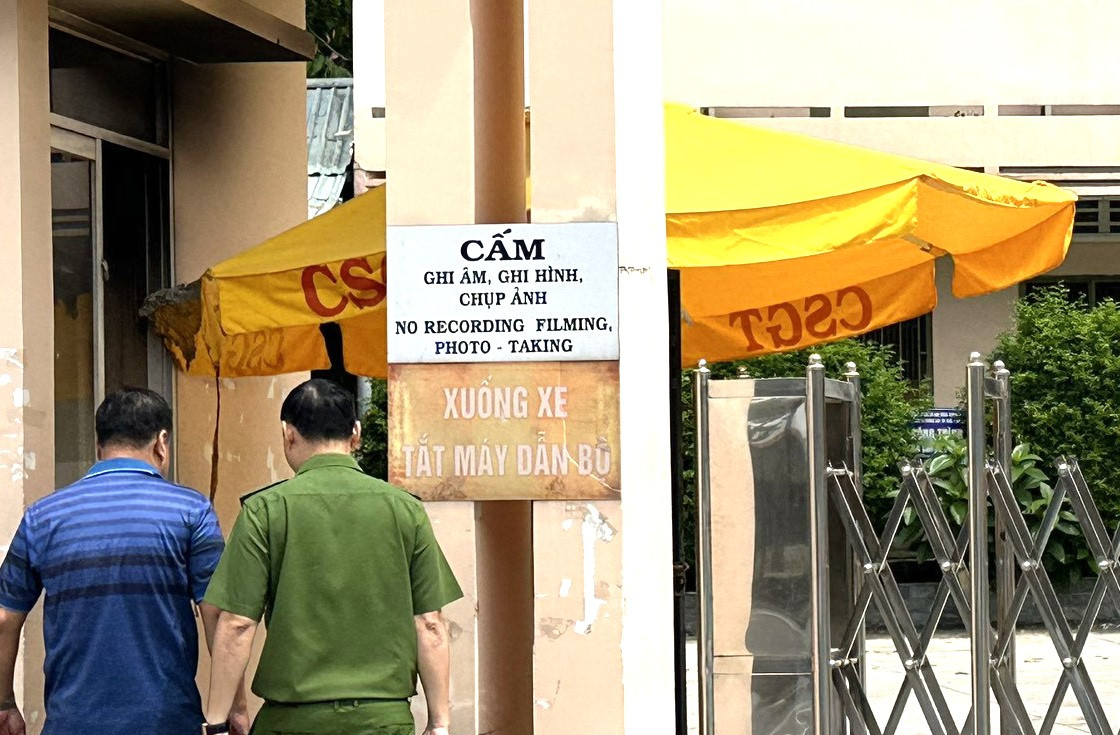 CẤM
GHI ÂM, GHI HÌNH,
CHỤP ẢNH
NO RECORDING FILMING,
PHOTO - TAKING
XUỐNG XE
TẮT MÁY DẪN BỘ
CSGT
CSGT